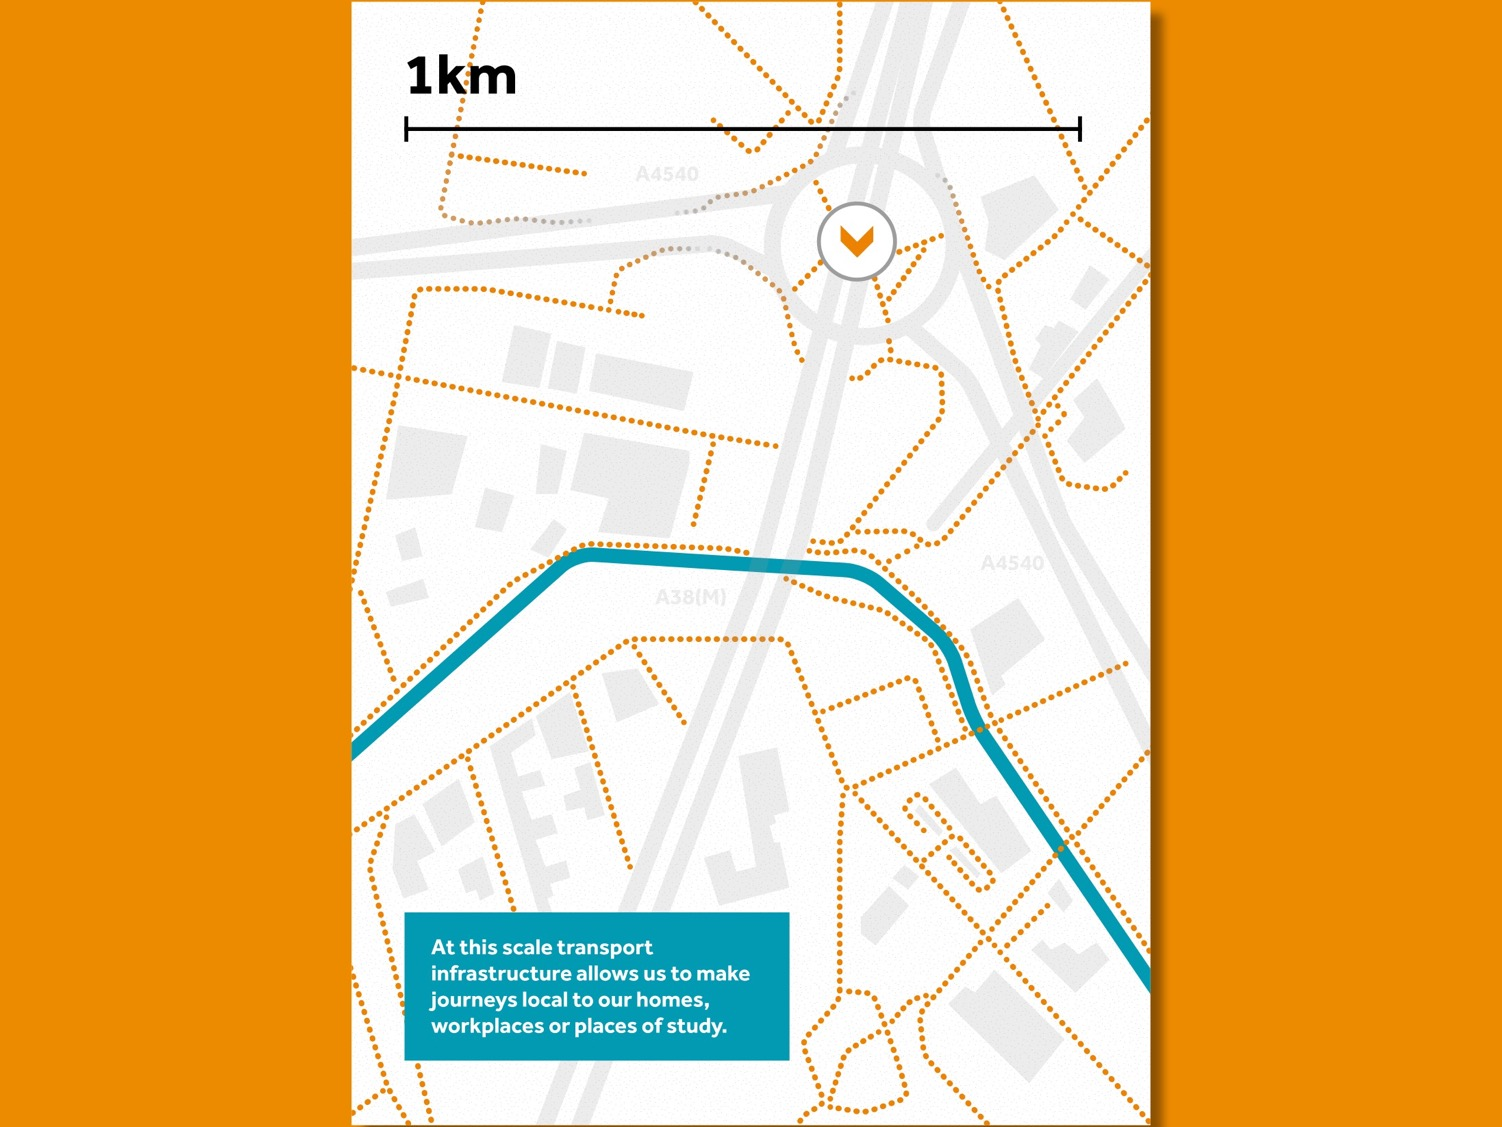 1km
A4540
A4540
A38(M)
At this scale transport
infrastructure allows us to make
journeys local to our homes,
workplaces or places of study.